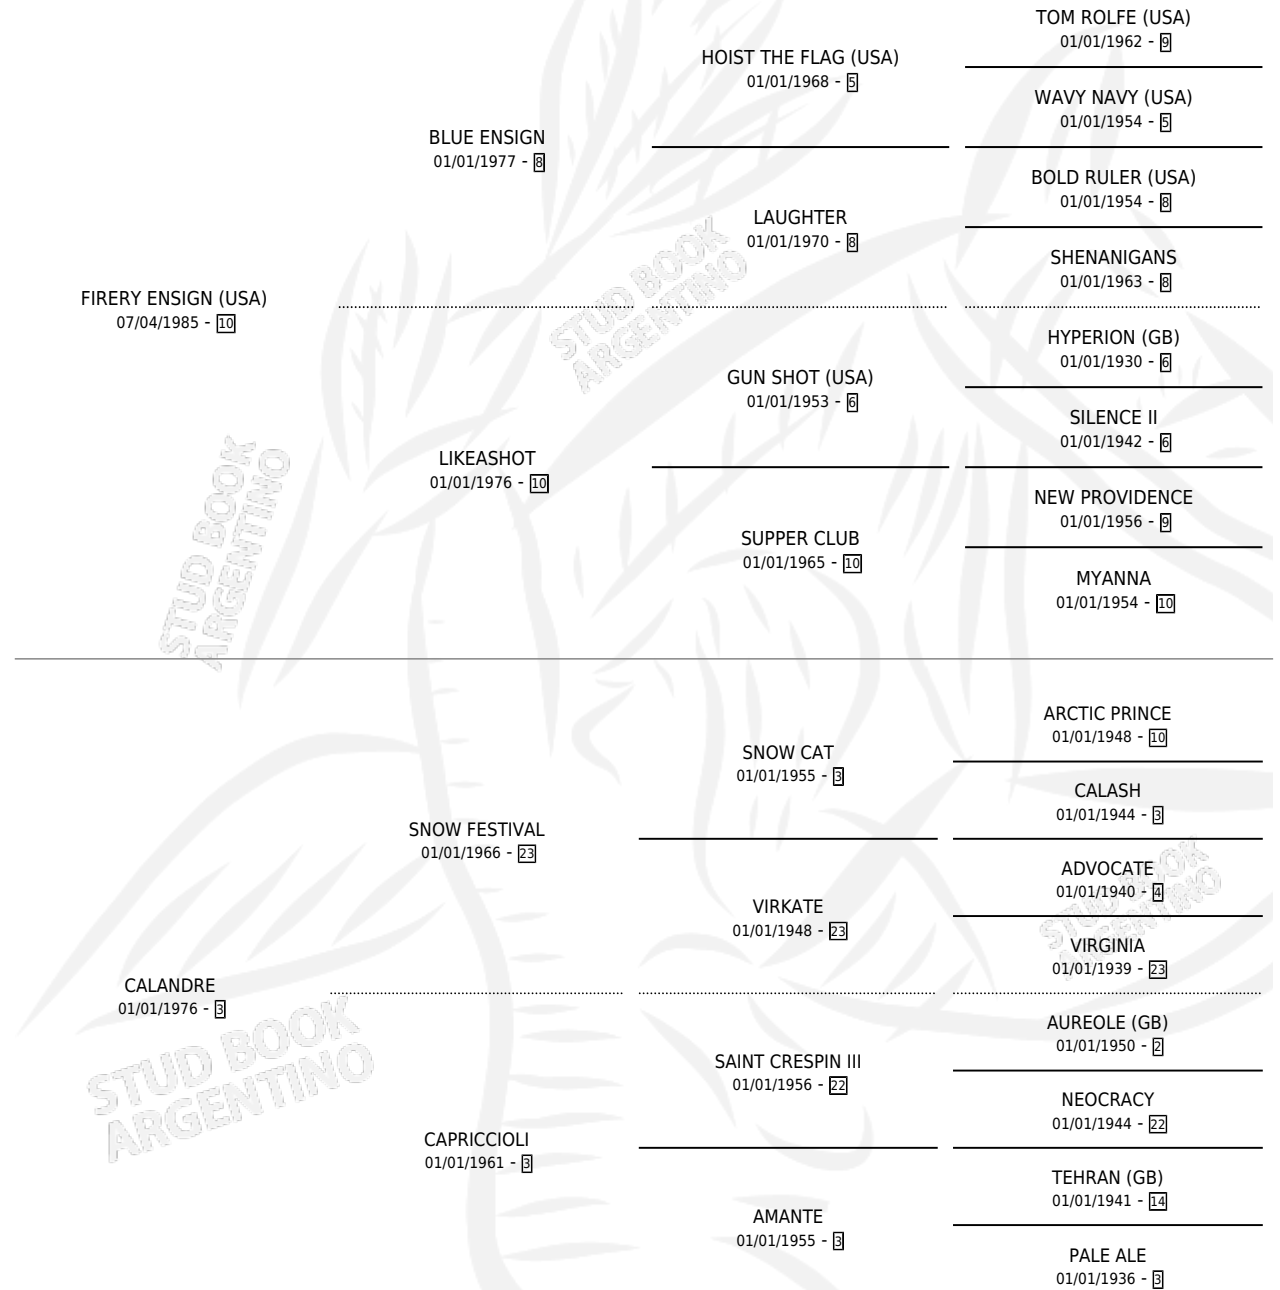 TOM ROLFE (USA)
01/01/1962 - 9
HOIST THE FLAG (USA)
01/01/1968 - 5
WAVY NAVY (USA)
01/01/1954 - 5
BLUE ENSIGN
01/01/1977 - 8
BOLD RULER (USA)
01/01/1954 - 8
LAUGHTER
01/01/1970 - 8
SHENANIGANS
01/01/1963 - 8
FIRERY ENSIGN (USA)
07/04/1985 - 10
HYPERION (GB)
01/01/1930 - 6
GUN SHOT (USA)
01/01/1953 - 6
SILENCE II
01/01/1942 - 6
LIKEASHOT
01/01/1976 - 10
NEW PROVIDENCE
01/01/1956 - 9
SUPPER CLUB
01/01/1965 - 10
MYANNA
01/01/1954 - 10
STUD BOOK
ARGENTINO
STUD BOOK
ARGENTINO
ARCTIC PRINCE
01/01/1948 - 10
SNOW CAT
01/01/1955 - 3
CALASH
01/01/1944 - 3
SNOW FESTIVAL
01/01/1966 - 23
ADVOCATE
01/01/1940 - 4
VIRKATE
01/01/1948 - 23
VIRGINIA
01/01/1939 - 23
STUD BOOK
ARGENTINO
CALANDRE
01/01/1976 - 3
AUREOLE (GB)
01/01/1950 - 2
SAINT CRESPIN III
01/01/1956 - 22
NEOCRACY
01/01/1944 - 22
STUD BOOK
ARGENTINO
CAPRICCIOLI
01/01/1961 - 3
TEHRAN (GB)
01/01/1941 - 14
AMANTE
01/01/1955 - 3
PALE ALE
01/01/1936 - 3